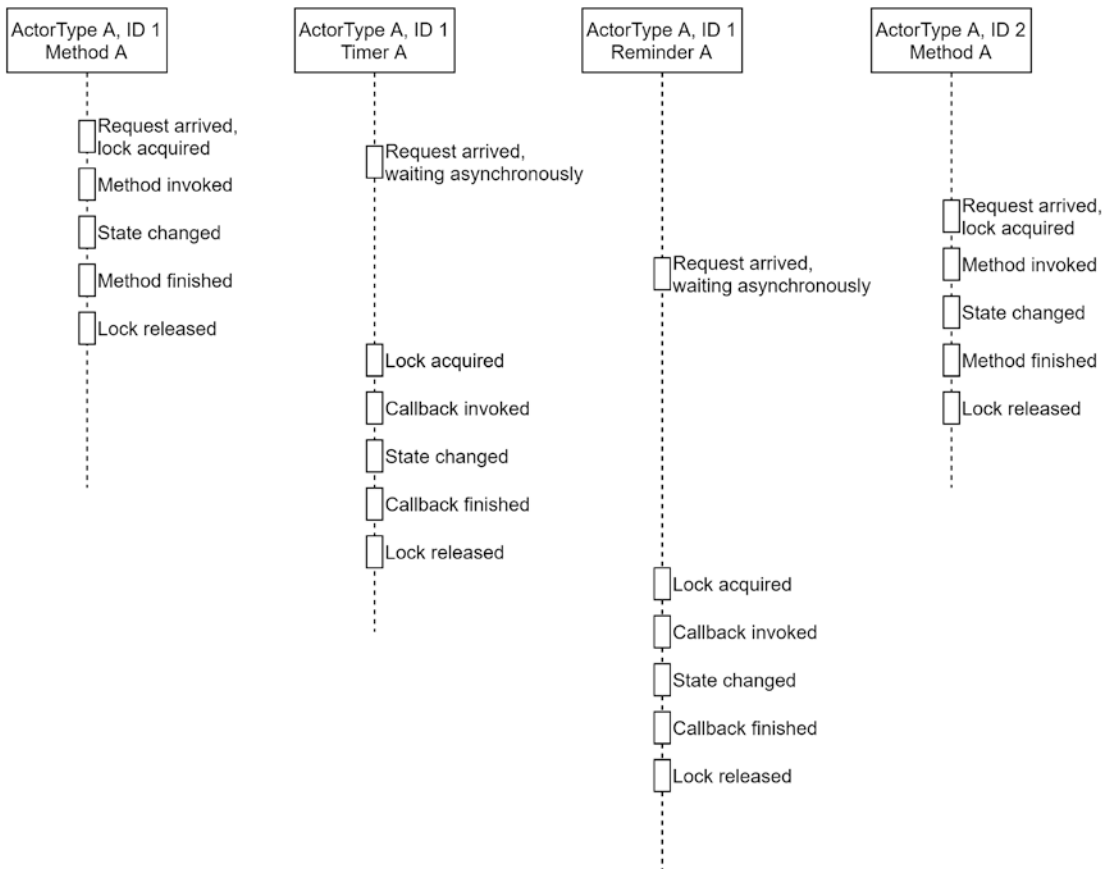 ActorType A, ID 1
Method A
Request arrived,
lock acquired
Method invoked
State changed
Method finished
Lock released
ActorType A, ID 1
Timer A
Request arrived,
waiting asynchronously
Lock acquired
Callback invoked
State changed
Callback finished
Lock released
ActorType A, ID 1
Reminder A
Request arrived,
waiting asynchronously
Lock acquired
Callback invoked
State changed
Callback finished
Lock released
ActorType A, ID 2
Method A
Request arrived,
lock acquired
Method invoked
State changed
Method finished
Lock released